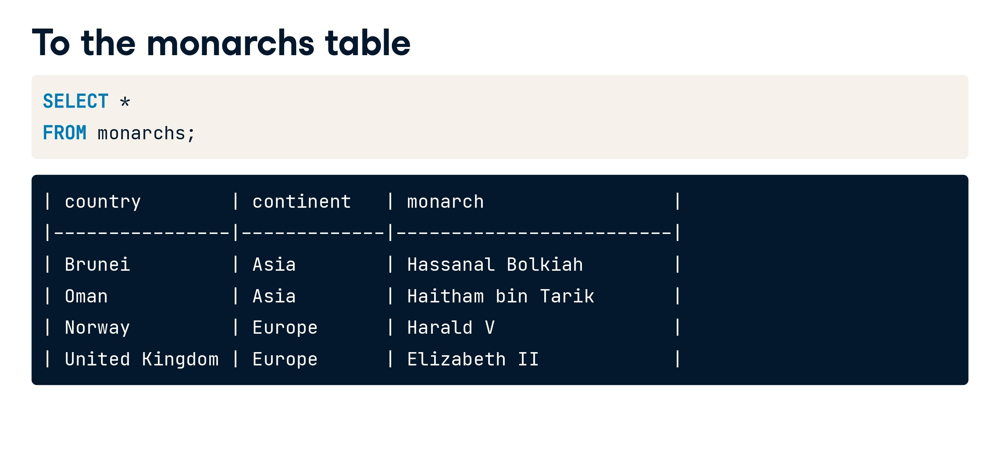 To the monarchs table
SELECT *
FROM monarchs;
| country        | continent   | monarch                 |
|----------------|-------------|-------------------------|
| Brunei         | Asia        | Hassanal Bolkiah        |
| Oman           | Asia        | Haitham bin Tarik       |
| Norway         | Europe      | Harald V                |
| United Kingdom | Europe      | Elizabeth II            |